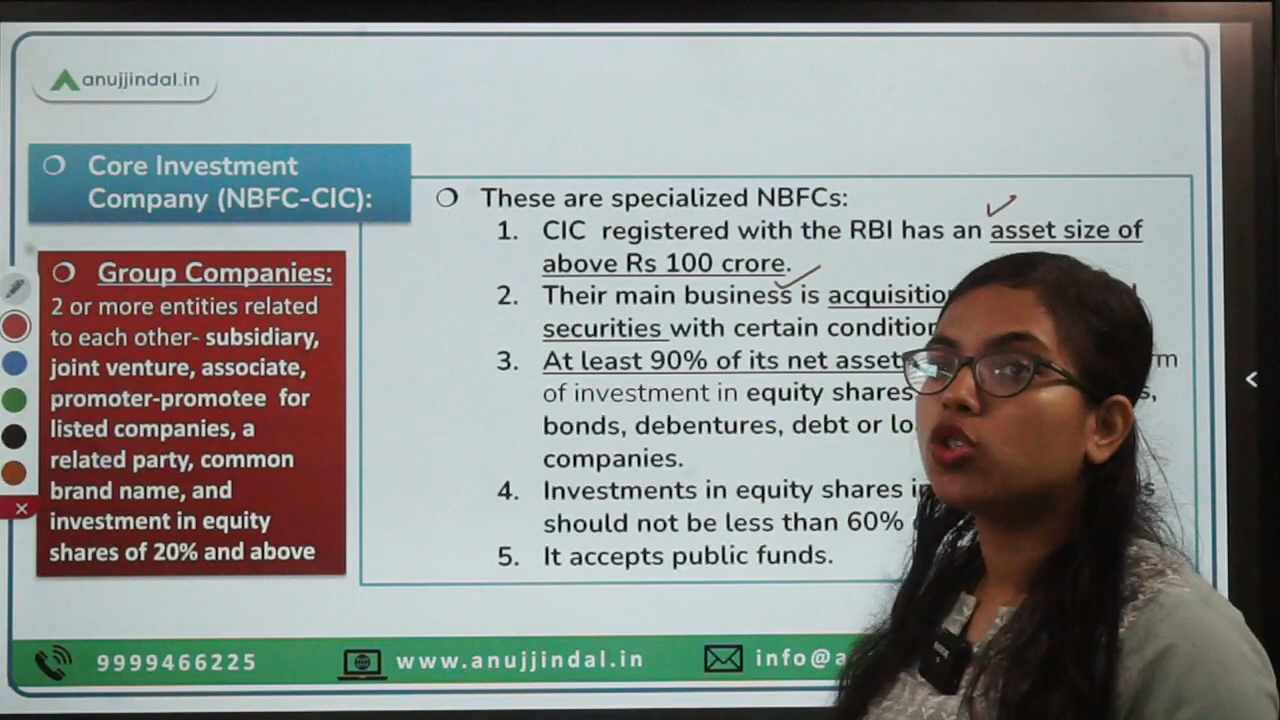 anujjindal.in
Core Investment
Company (NBFC-CIC):
Group Companies:
2 or more entities related
to each other- subsidiary,
joint venture, associate,
promoter-promotee for
listed companies, a
related party, common
brand name, and
investment in equity
shares of 20% and above
These are specialized NBFCs:
1. CIC registered with the RBI has an asset size of
above Rs 100 crore.
2. Their main business is
securities with certain
3. At least 90% of its net
of investment in equity shares
bonds, debentures, debt or
companies.
4. Investments in equity shares
should not be less than 60%
5. It accepts public funds.
9999466225
www.anujjindal.in